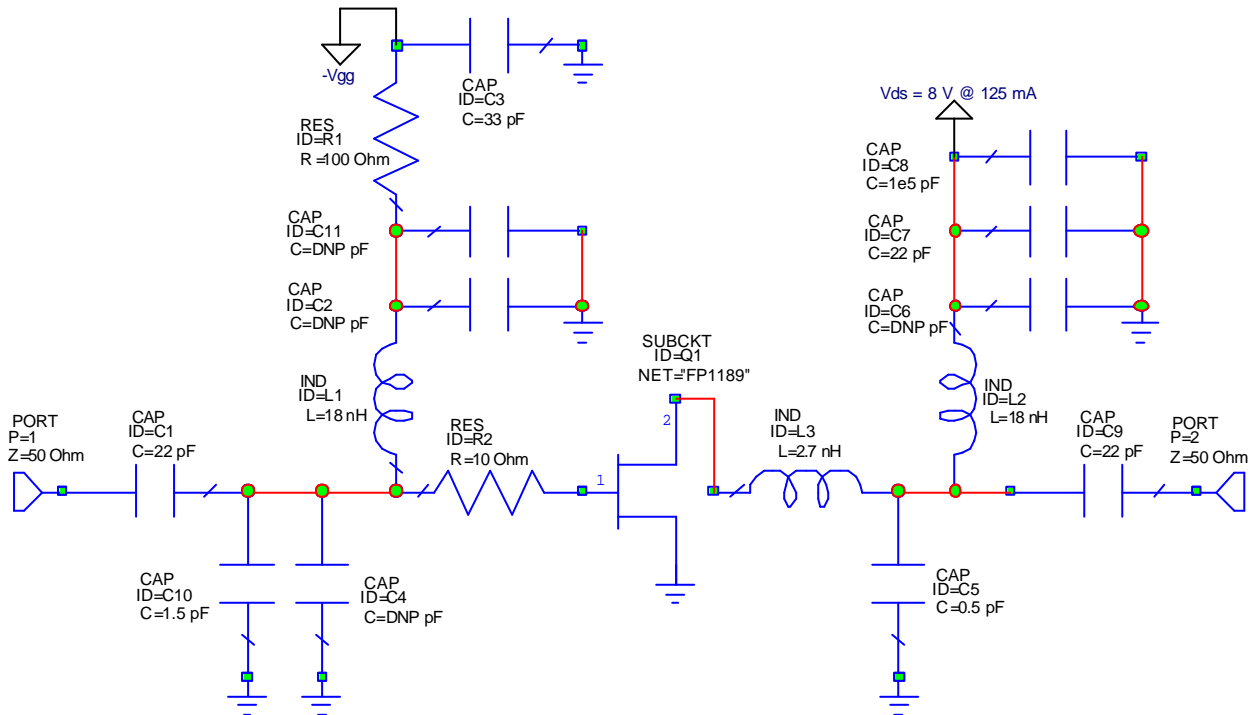 -Vgg
CAP
ID=C3
C=33 pF
RES
ID=R1
R=100 Ohm
CAP
ID=C11
C=DNP pF
CAP
ID=C2
C=DNP pF
IND
ID=L1
L=18 nH
PORT
P=1
Z=50 Ohm
CAP
ID=C1
C=22 pF
RES
ID=R2
R=10 Ohm
CAP
ID=C10
C=1.5 pF
CAP
ID=C4
C=DNP pF
SUBCKT
ID=Q1
NET="FP1189"
1
2
IND
ID=L3
L=2.7 nH
Vds = 8 V @ 125 mA
CAP
ID=C8
C=1e5 pF
CAP
ID=C7
C=22 pF
CAP
ID=C6
C=DNP pF
IND
ID=L2
L=18 nH
CAP
ID=C9
C=22 pF
PORT
P=2
Z=50 Ohm
CAP
ID=C5
C=0.5 pF